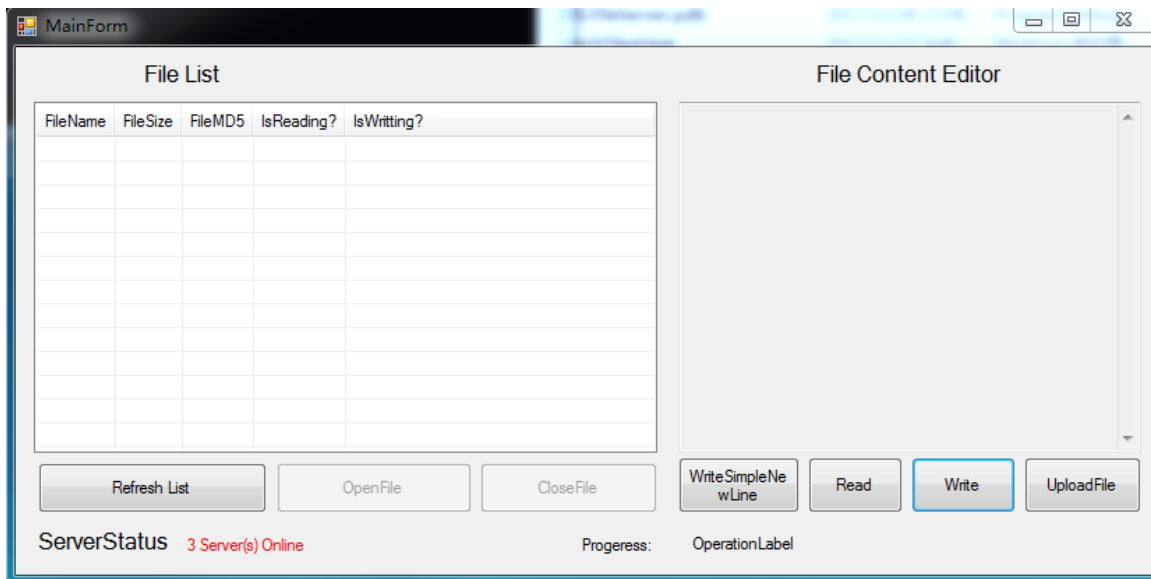 MainForm
File List
File Content Editor
FileName FileSize FileMD5 IsReading? IsWritting?
Refresh List
OpenFile
CloseFile
WriteSimpleNe
wLine
Read
Write
UploadFile
ServerStatus 3 Server(s) Online
Progeress: OperationLabel